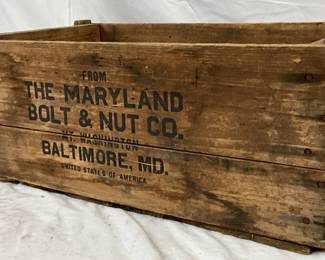 FROM
THE MARYLAND
BOLT & NUT CO.
MT. WASHINGTON
BALTIMORE, MD.
UNITED STATES OF AMERICA